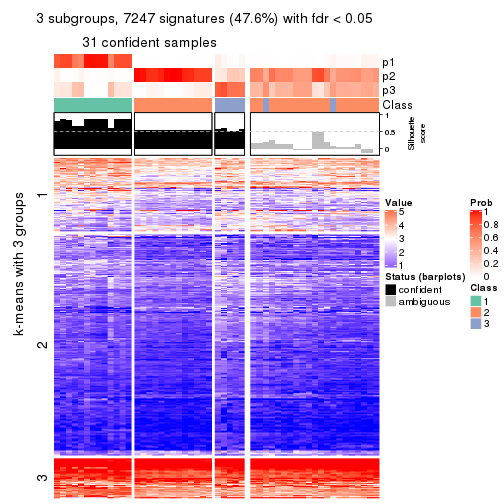 3 subgroups, 7247 signatures (47.6%) with fdr < 0.05
31 confident samples
p1
p2
p3
Class
1
0.5
0
Silhouette
score
k-means with 3 groups
1
2
3
Value
5
4
3
2
1
Status (barplots)
confident
ambiguous
Prob
1
0.8
0.6
0.4
0.2
0
Class
1
2
3